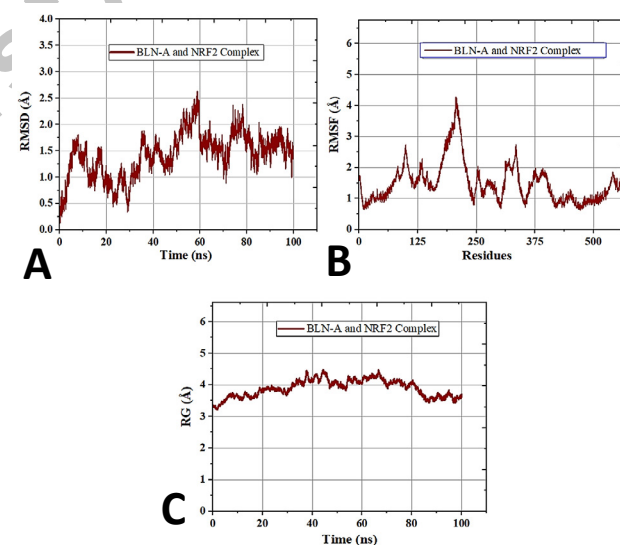 4.0
3.5
3.0
2.5
2.0
1.5
1.0
0.5
0.0
RMSD (Å)
BLN-A and NRF2 Complex
0 20 40 60 80 100
Time (ns)
A
6
5
4
3
2
1
0
RMSF (Å)
BLN-A and NRF2 Complex
0 125 250 375 500
Residues
B
6
5
4
3
2
1
0
RG (Å)
BLN-A and NRF2 Complex
0 20 40 60 80 100
Time (ns)
C